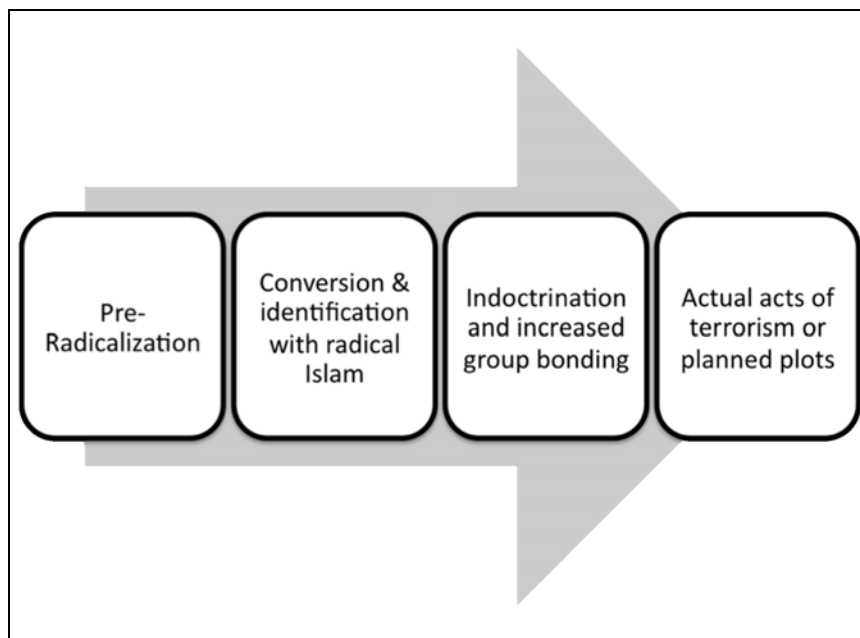 Pre-
Radicalization
Conversion &
identification
with radical
Islam
Indoctrination
and increased
group bonding
Actual acts of
terrorism or
planned plots